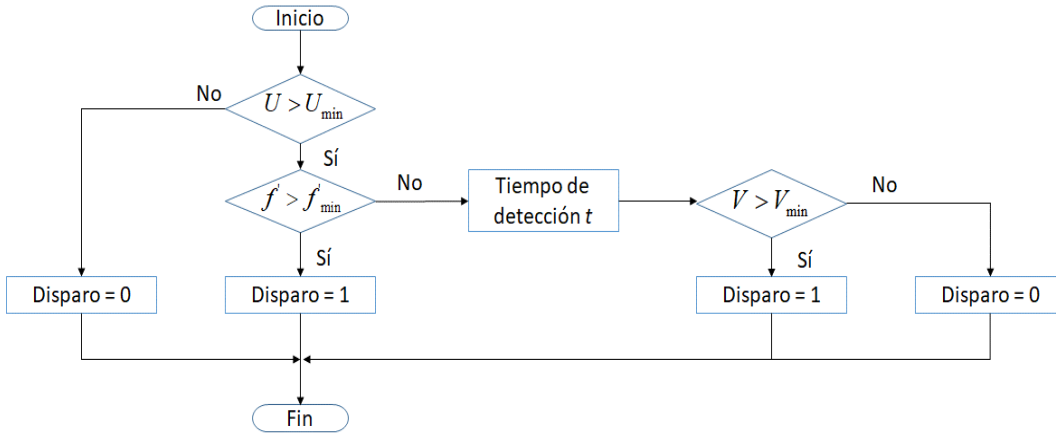 Inicio
No
U > U_min
Sí
f' > f'_min
No
Tiempo de
detección t
V > V_min
No
Sí
Sí
Disparo = 0
Disparo = 1
Disparo = 1
Disparo = 0
Fin